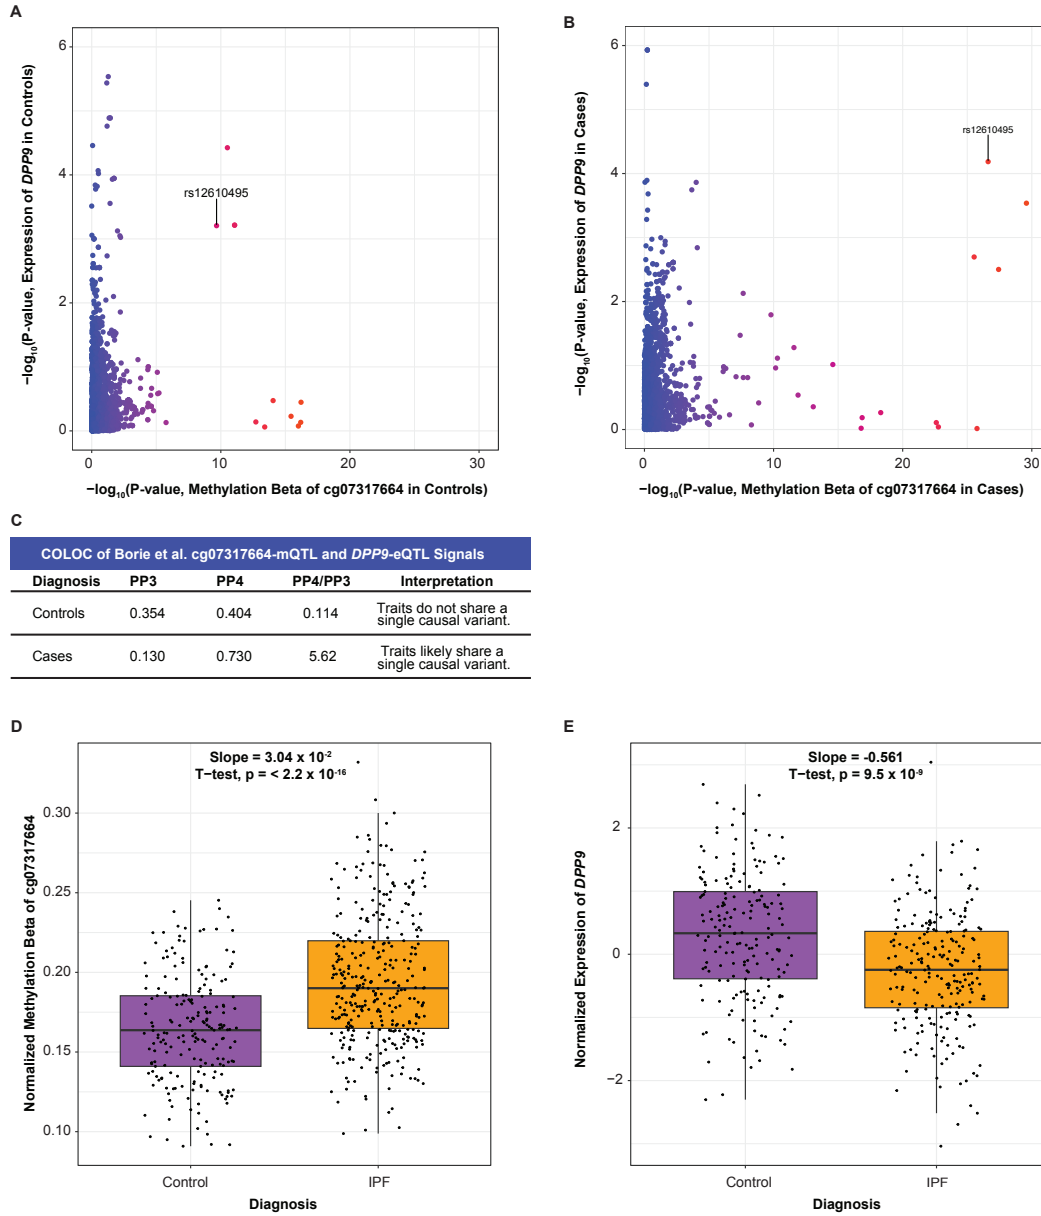 A
−log10(P-value, Expression of DPP9 in Controls)
6
4
2
0
rs12610495
0 10 20 30
−log10(P-value, Methylation Beta of cg07317664 in Controls)
B
−log10(P-value, Expression of DPP9 in Cases)
6
4
2
0
rs12610495
0 10 20 30
−log10(P-value, Methylation Beta of cg07317664 in Cases)
C
COLOC of Borie et al. cg07317664-mQTL and DPP9-eQTL Signals
Diagnosis PP3 PP4 PP4/PP3 Interpretation
Controls 0.354 0.404 0.114 Traits do not share a
single causal variant.
Cases 0.130 0.730 5.62 Traits likely share a
single causal variant.
D
Slope = 3.04 x 10-2
T−test, p = < 2.2 x 10-16
Normalized Methylation Beta of cg07317664
0.30
0.25
0.20
0.15
0.10
Control IPF
Diagnosis
E
Slope = -0.561
T−test, p = 9.5 x 10-9
Normalized Expression of DPP9
2
0
−2
Control IPF
Diagnosis